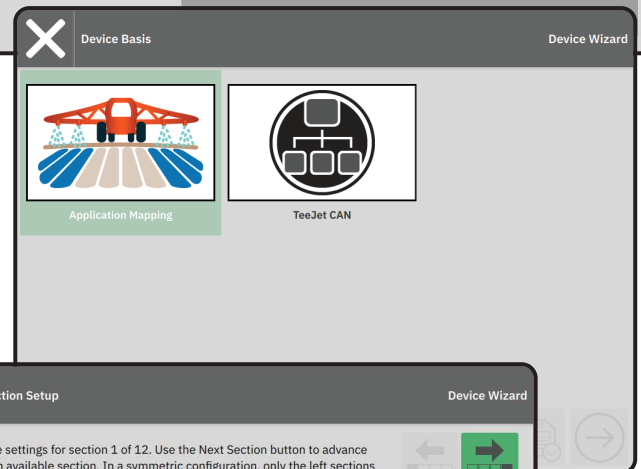 Device Basis
Device Wizard
Application Mapping
TeeJet CAN
Section Setup
Device Wizard
settings for section 1 of 12. Use the Next Section button to advance
available section. In a symmetric configuration, only the left sections